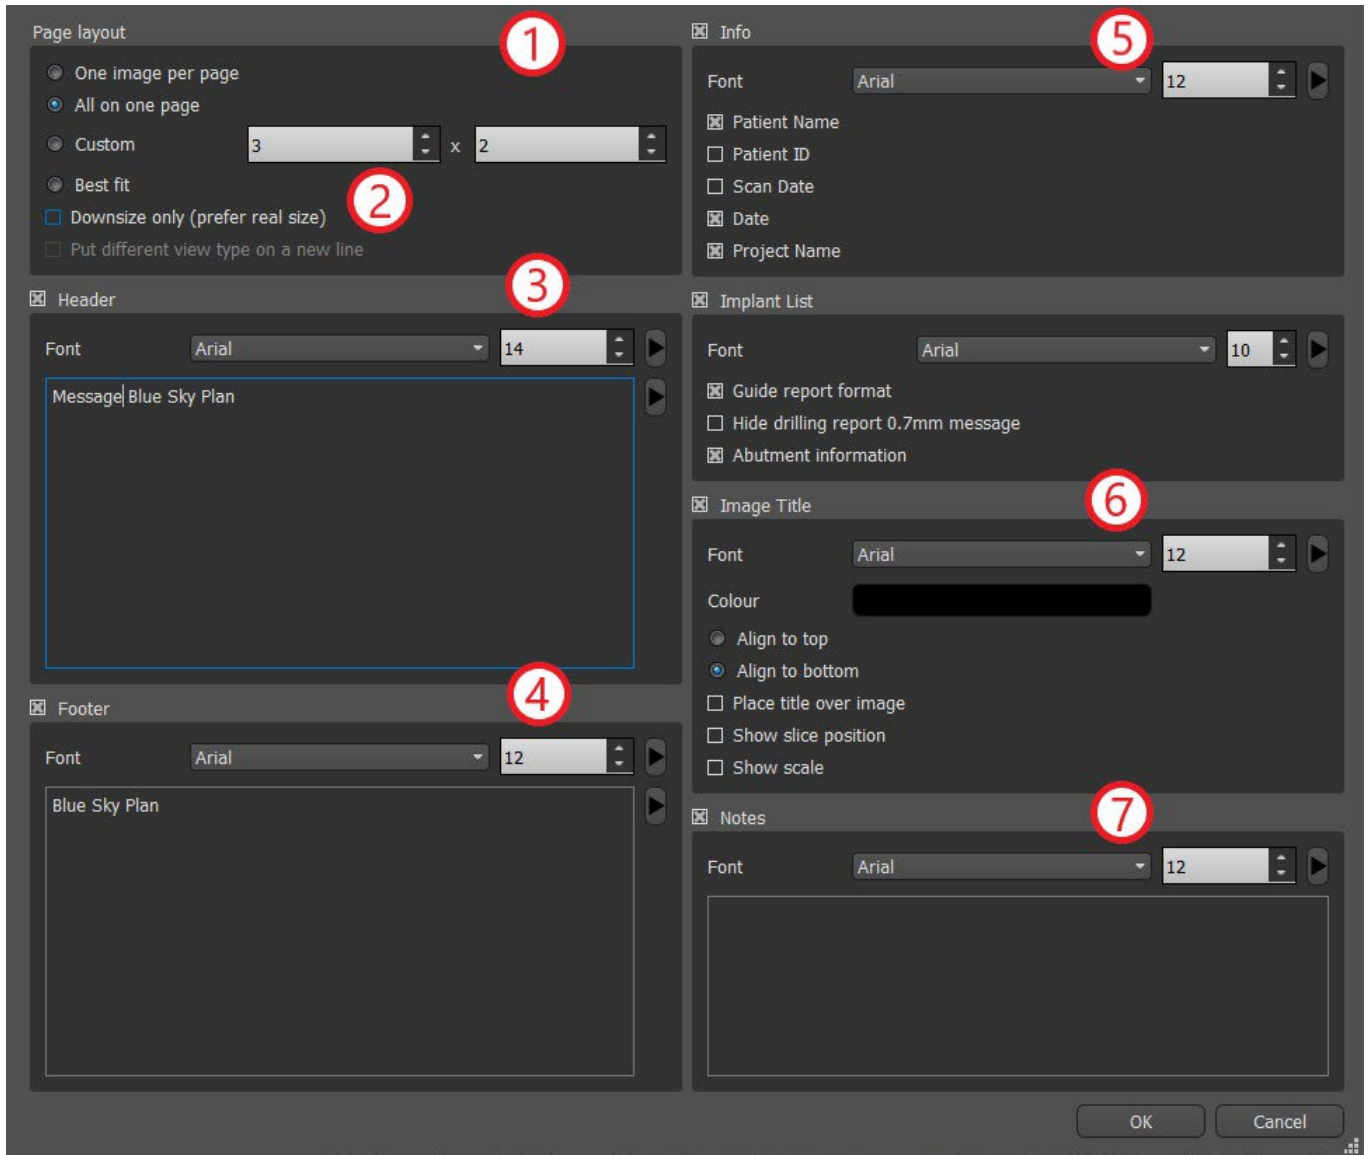 Page layout
1
One image per page
All on one page
Custom 3 x 2
Best fit
2
Downsize only (prefer real size)
Put different view type on a new line
Header
3
Font Arial 14
Message Blue Sky Plan
Footer
4
Font Arial 12
Blue Sky Plan
Info
5
Font Arial 12
Patient Name
Patient ID
Scan Date
Date
Project Name
Implant List
Font Arial 10
Guide report format
Hide drilling report 0.7mm message
Abutment information
6
Image Title
Font Arial 12
Colour
Align to top
Align to bottom
Place title over image
Show slice position
Show scale
7
Notes
Font Arial 12
OK Cancel